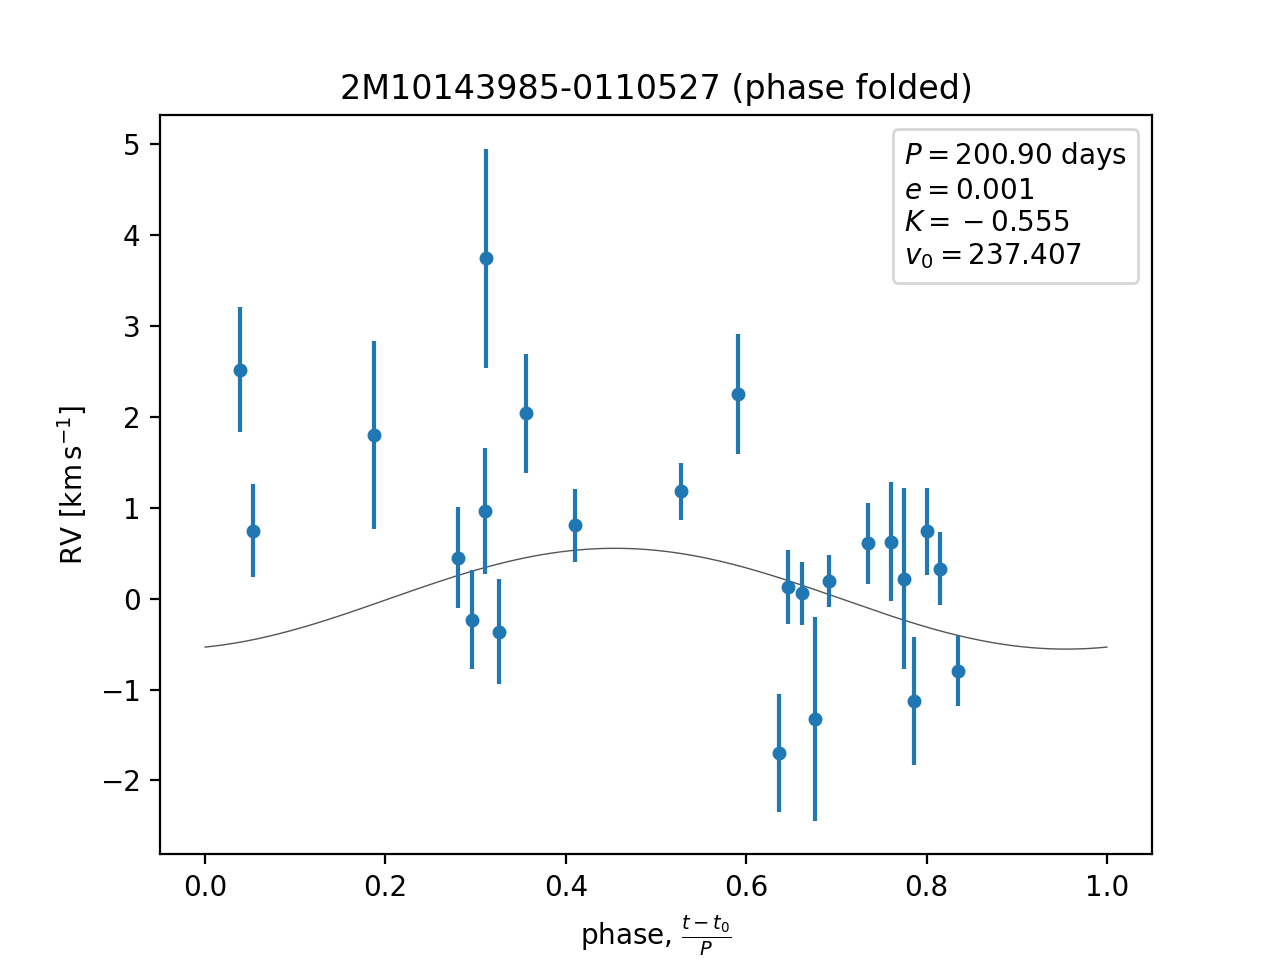 2M10143985-0110527 (phase folded)
P = 200.90 days
e = 0.001
K = −0.555
v₀ = 237.407
5
4
3
2
1
0
−1
−2
RV [km s⁻¹]
0.0 0.2 0.4 0.6 0.8 1.0
phase, (t − t₀)/P